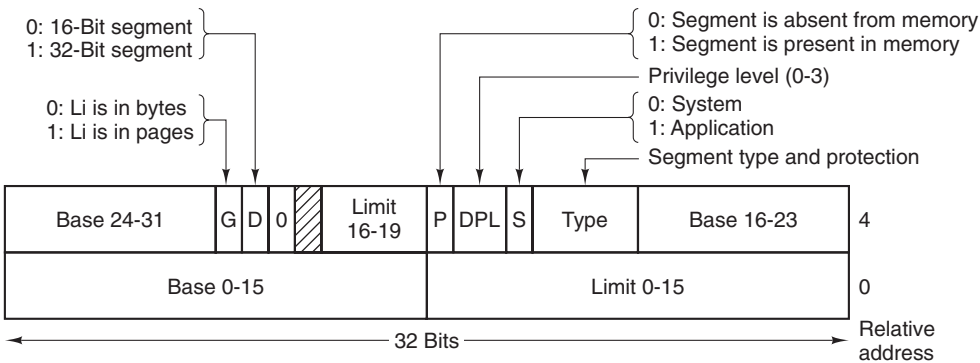 0: 16-Bit segment
1: 32-Bit segment
0: Li is in bytes
1: Li is in pages
0: Segment is absent from memory
1: Segment is present in memory
Privilege level (0-3)
0: System
1: Application
Segment type and protection
Base 24-31
G
D
0
Limit
16-19
P
DPL
S
Type
Base 16-23
4
Base 0-15
Limit 0-15
0
32 Bits
Relative
address